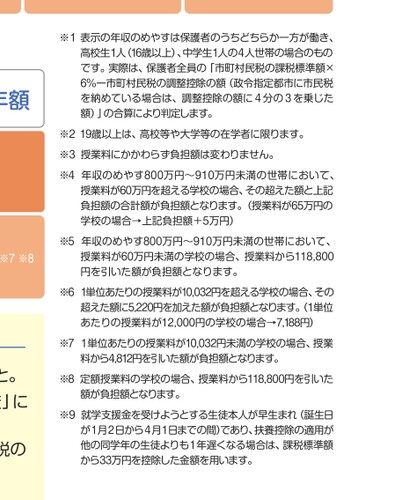 ※1 表示の年収のめやすは保護者のうちどちらか一方が働き、
高校生1人（16歳以上）、中学生1人の4人世帯の場合のもの
です。実際は、保護者全員の「市町村民税の課税標準額×
6％ー市町村民税の調整控除の額（政令指定都市に市民税
を納めている場合は、調整控除の額に4分の3を乗じた
額）」の合算により判定します。
※2 19歳以上は、高校等や大学等の在学者に限ります。
※3 授業料にかかわらず負担額は変わりません。
※4 年収のめやす800万円〜910万円未満の世帯において、
授業料が60万円を超える学校の場合、その超えた額と上記
負担額の合計額が負担額となります。（授業料が65万円の
学校の場合→上記負担額＋5万円）
※5 年収のめやす800万円〜910万円未満の世帯において、
授業料が60万円未満の学校の場合、授業料から118,800
円を引いた額が負担額となります。
※6 1単位あたりの授業料が10,032円を超える学校の場合、その
超えた額に5,220円を加えた額が負担額となります。（1単位
あたりの授業料が12,000円の学校の場合→7,188円）
※7 1単位あたりの授業料が10,032円未満の学校の場合、授業
料から4,812円を引いた額が負担額となります。
※8 定額授業料の学校の場合、授業料から118,800円を引いた
額が負担額となります。
※9 就学支援金を受けようとする生徒本人が早生まれ（誕生日
が1月2日から4月1日までの間）であり、扶養控除の適用が
他の同学年の生徒よりも1年遅くなる場合は、課税標準額
から33万円を控除した金額を用います。
年額
※7 ※8
と。
」に
税の